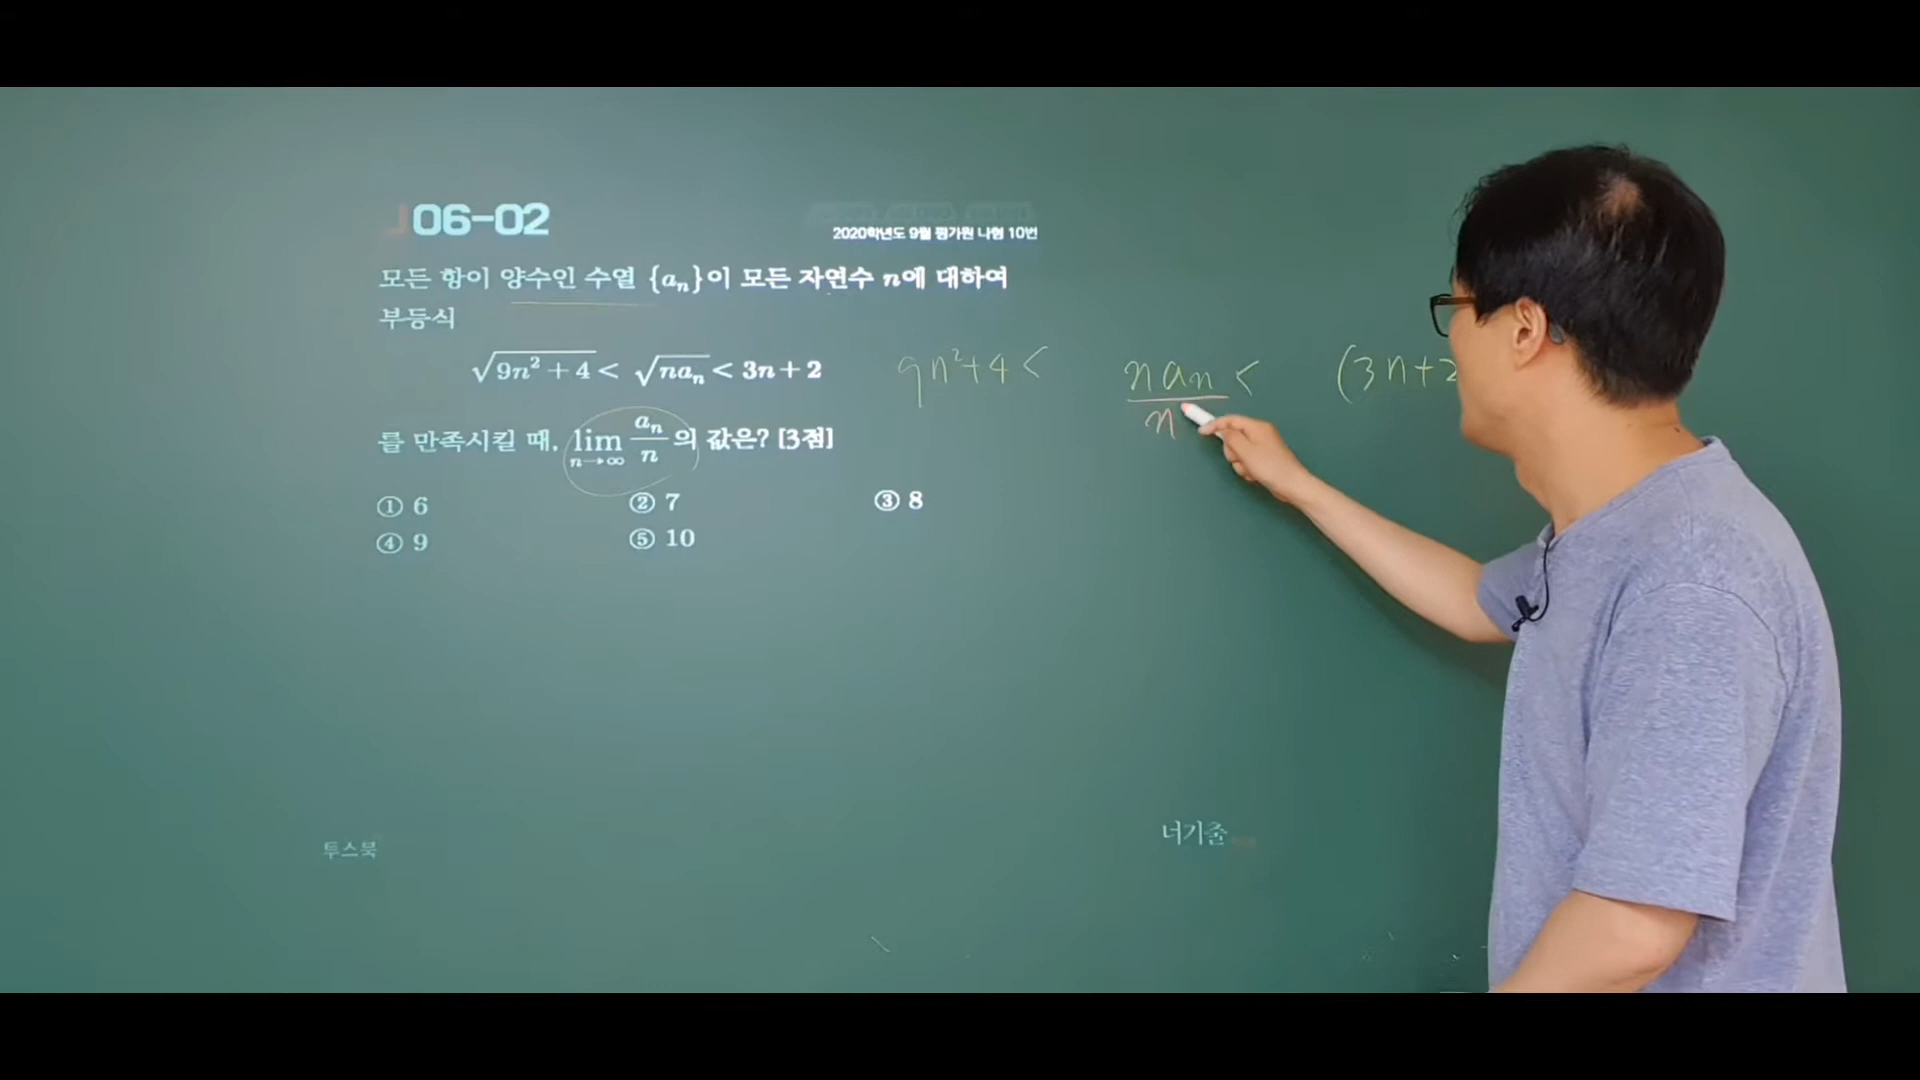 06-02
2020학년도 9월 평가원 나형 10번
모든 항이 양수인 수열 {aₙ}이 모든 자연수 n에 대하여
부등식
√(9n²+4) < √(naₙ) < 3n+2
를 만족시킬 때, lim n→∞ aₙ/n 의 값은? [3점]
① 6 ② 7 ③ 8
④ 9 ⑤ 10
9n²+4 < naₙ/n < (3n+2
투스북
너기출